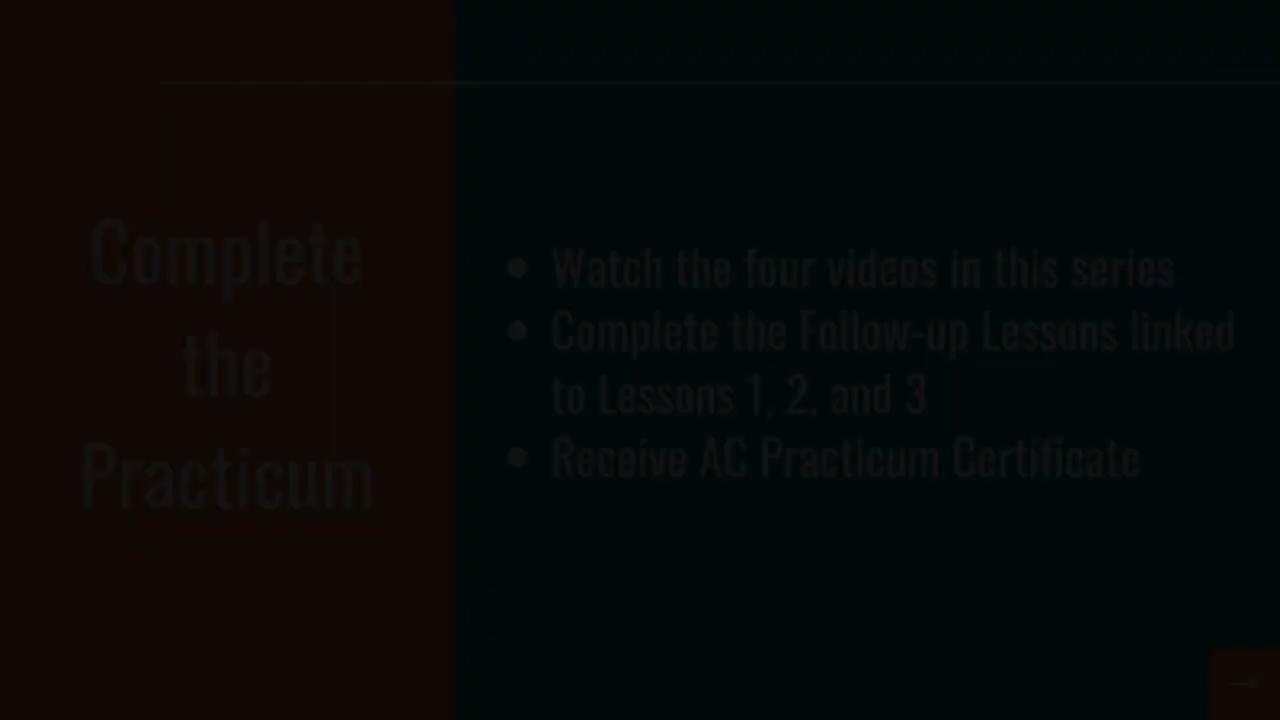 Complete
the
Practicum
• Watch the four videos in this series
• Complete the Follow-up Lessons linked
to Lessons 1, 2, and 3
• Receive AC Practicum Certificate